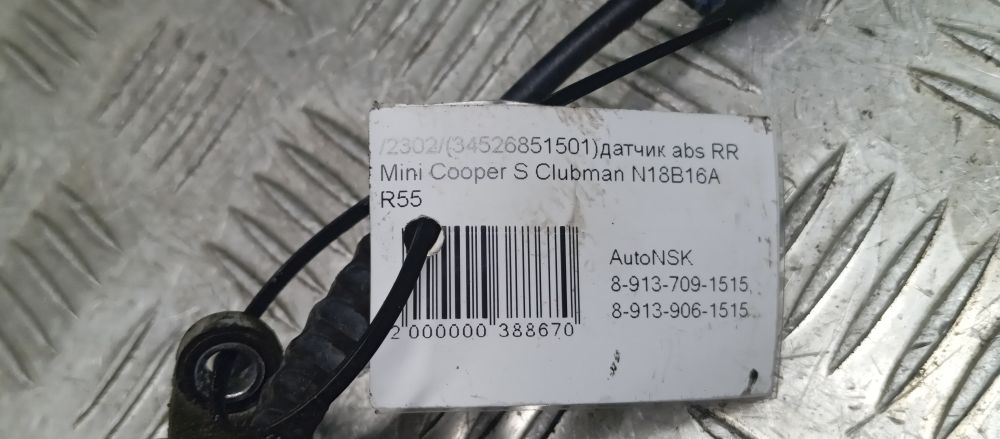 /2302/(34526851501)датчик abs RR
Mini Cooper S Clubman N18B16A
R55
AutoNSK
8-913-709-1515,
8-913-906-1515
2 000000 388670